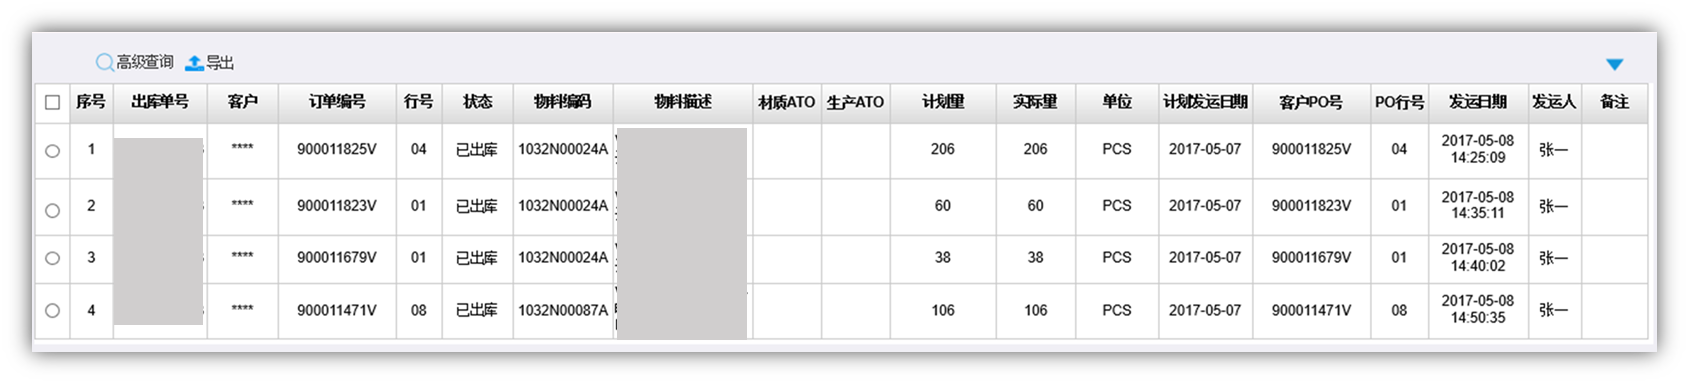 高级查询 导出
序号 出库单号 客户 订单编号 行号 状态 物料编码 物料描述 材质ATO 生产ATO 计划量 实际量 单位 计划发运日期 客户PO号 PO行号 发运日期 发运人 备注
1 **** 900011825V 04 已出库 1032N00024A 206 206 PCS 2017-05-07 900011825V 04 2017-05-08 14:25:09 张一
2 **** 900011823V 01 已出库 1032N00024A 60 60 PCS 2017-05-07 900011823V 01 2017-05-08 14:35:11 张一
3 **** 900011679V 01 已出库 1032N00024A 38 38 PCS 2017-05-07 900011679V 01 2017-05-08 14:40:02 张一
4 **** 900011471V 08 已出库 1032N00087A 106 106 PCS 2017-05-07 900011471V 08 2017-05-08 14:50:35 张一